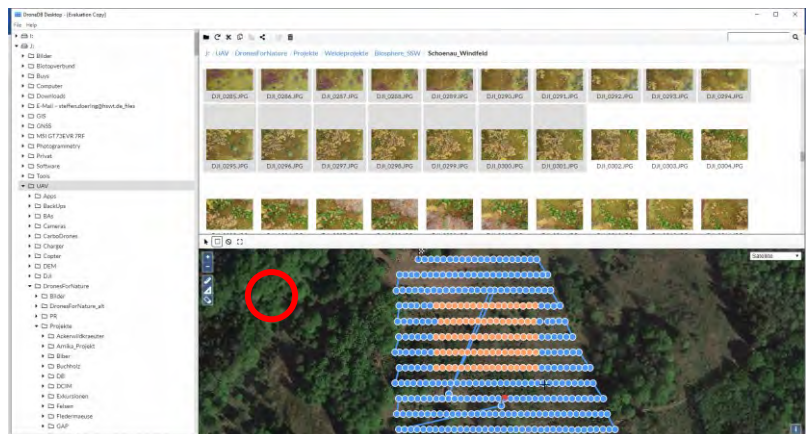 DroneDB Desktop - (Evaluation Copy)
File Help
I:
J:
Bilder
Biotopverbund
Buys
Computer
Downloads
E-Mail - steffen.doering@hswt.de_files
GIS
GNSS
MSI GT73EVR 7RF
Photogrammetry
Privat
Software
Tools
UAV
Apps
BackUps
BAs
Cameras
CarboDrones
Charger
Copter
DEM
DJI
DronesForNature
Bilder
DronesForNature_alt
PR
Projekte
Ackerwildkraeuter
Arnika_Projekt
Biber
Buchholz
DB
DCIM
Exkursionen
Felsen
Fledermaeuse
GAP
J: / UAV / DronesForNature / Projekte / Weideprojekte / Biosphere_SSW / Schoenau_Windfeld
DJI_0285.JPG DJI_0286.JPG DJI_0287.JPG DJI_0288.JPG DJI_0289.JPG DJI_0290.JPG DJI_0291.JPG DJI_0292.JPG DJI_0293.JPG DJI_0294.JPG
DJI_0295.JPG DJI_0296.JPG DJI_0297.JPG DJI_0298.JPG DJI_0299.JPG DJI_0300.JPG DJI_0301.JPG DJI_0302.JPG DJI_0303.JPG DJI_0304.JPG
Satellite